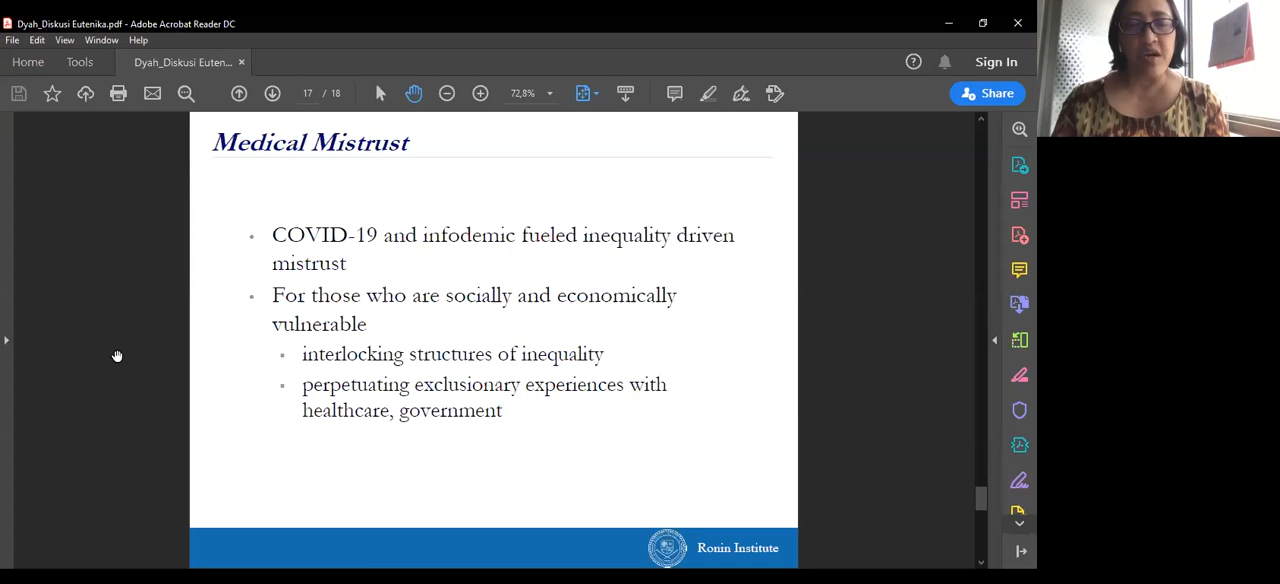 Dyah_Diskusi Eutenika.pdf - Adobe Acrobat Reader DC
File Edit View Window Help
Home Tools Dyah_Diskusi Euten... × Sign In
17 / 18 72,8% Share
Medical Mistrust
• COVID-19 and infodemic fueled inequality driven
mistrust
• For those who are socially and economically
vulnerable
▪ interlocking structures of inequality
▪ perpetuating exclusionary experiences with
healthcare, government
Ronin Institute